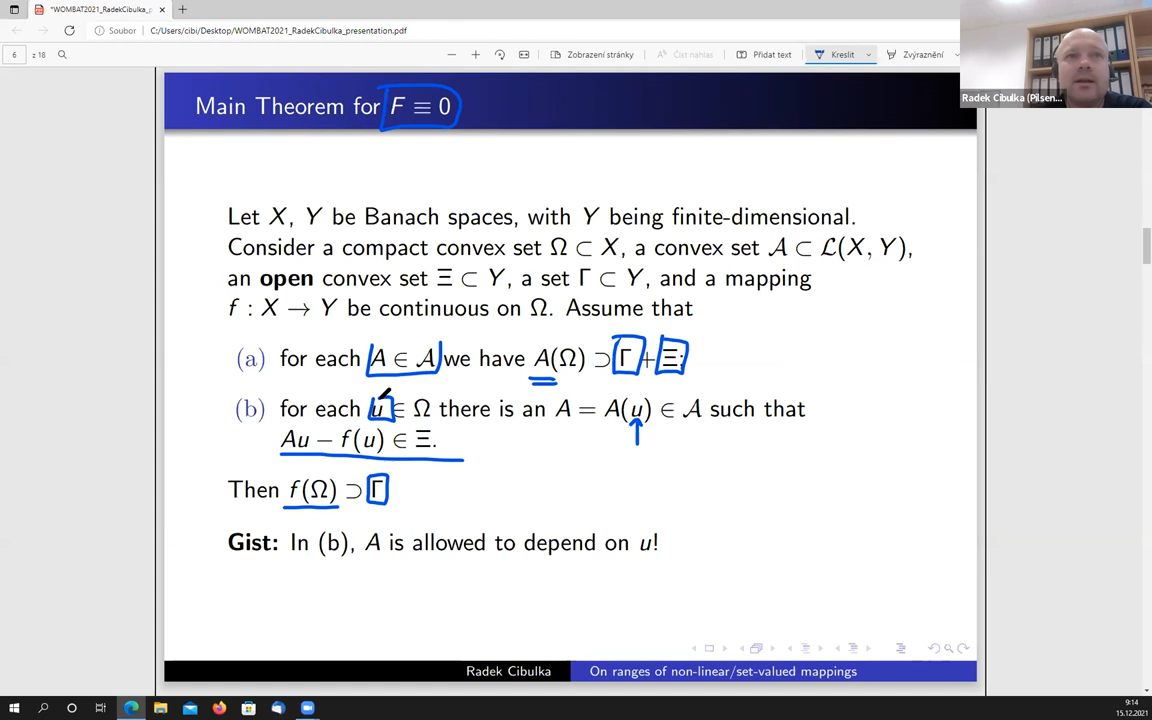 *WOMBAT2021_RadekCibulka_p
Soubor C:/Users/cibi/Desktop/WOMBAT2021_RadekCibulka_presentation.pdf
6 z 18 Zobrazení stránky Číst nahlas Přidat text Kreslit Zvýraznění
Radek Cibulka (Pilsen...
Main Theorem for F ≡ 0
Let X, Y be Banach spaces, with Y being finite-dimensional.
Consider a compact convex set Ω ⊂ X, a convex set 𝒜 ⊂ ℒ(X, Y),
an open convex set Ξ ⊂ Y, a set Γ ⊂ Y, and a mapping
f : X → Y be continuous on Ω. Assume that
(a) for each A ∈ 𝒜 we have A(Ω) ⊃ Γ + Ξ;
(b) for each u ∈ Ω there is an A = A(u) ∈ 𝒜 such that
Au − f(u) ∈ Ξ.
Then f(Ω) ⊃ Γ
Gist: In (b), A is allowed to depend on u!
Radek Cibulka On ranges of non-linear/set-valued mappings
9:14
15.12.2021